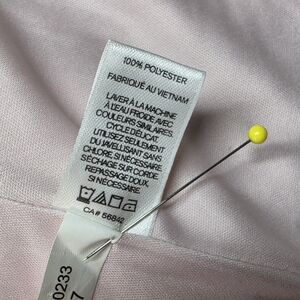 100% POLYESTER
FABRIQUÉ AU VIETNAM
LAVER À LA MACHINE
À L'EAU FROIDE AVEC
COULEURS SIMILAIRES.
CYCLE DÉLICAT.
UTILISEZ SEULEMENT
DU JAVELLISANT SANS
CHLORE, SI NÉCESSAIRE.
SÉCHAGE SUR CORDE.
REPASSAGE DOUX,
SI NÉCESSAIRE.
CA# 56842
0233
7